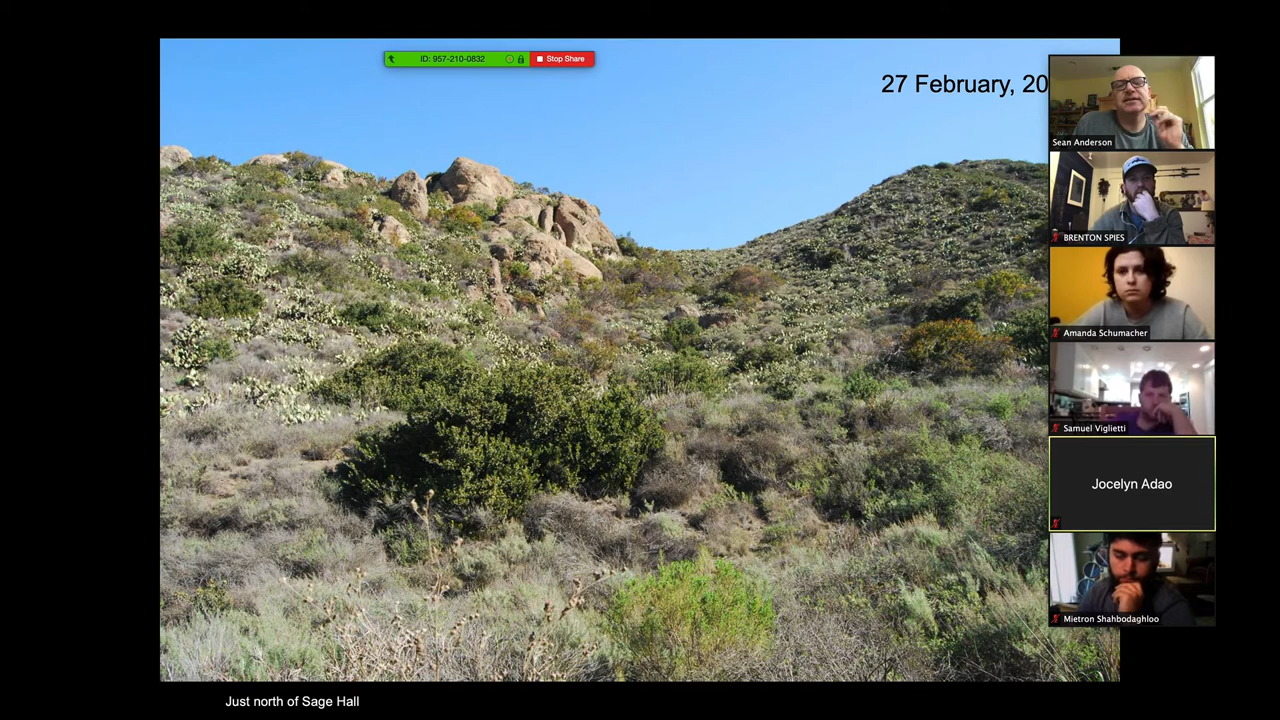 ID: 957-210-0832
Stop Share
27 February, 20
Sean Anderson
BRENTON SPIES
Amanda Schumacher
Samuel Viglietti
Jocelyn Adao
Mietron Shahbodaghloo
Just north of Sage Hall